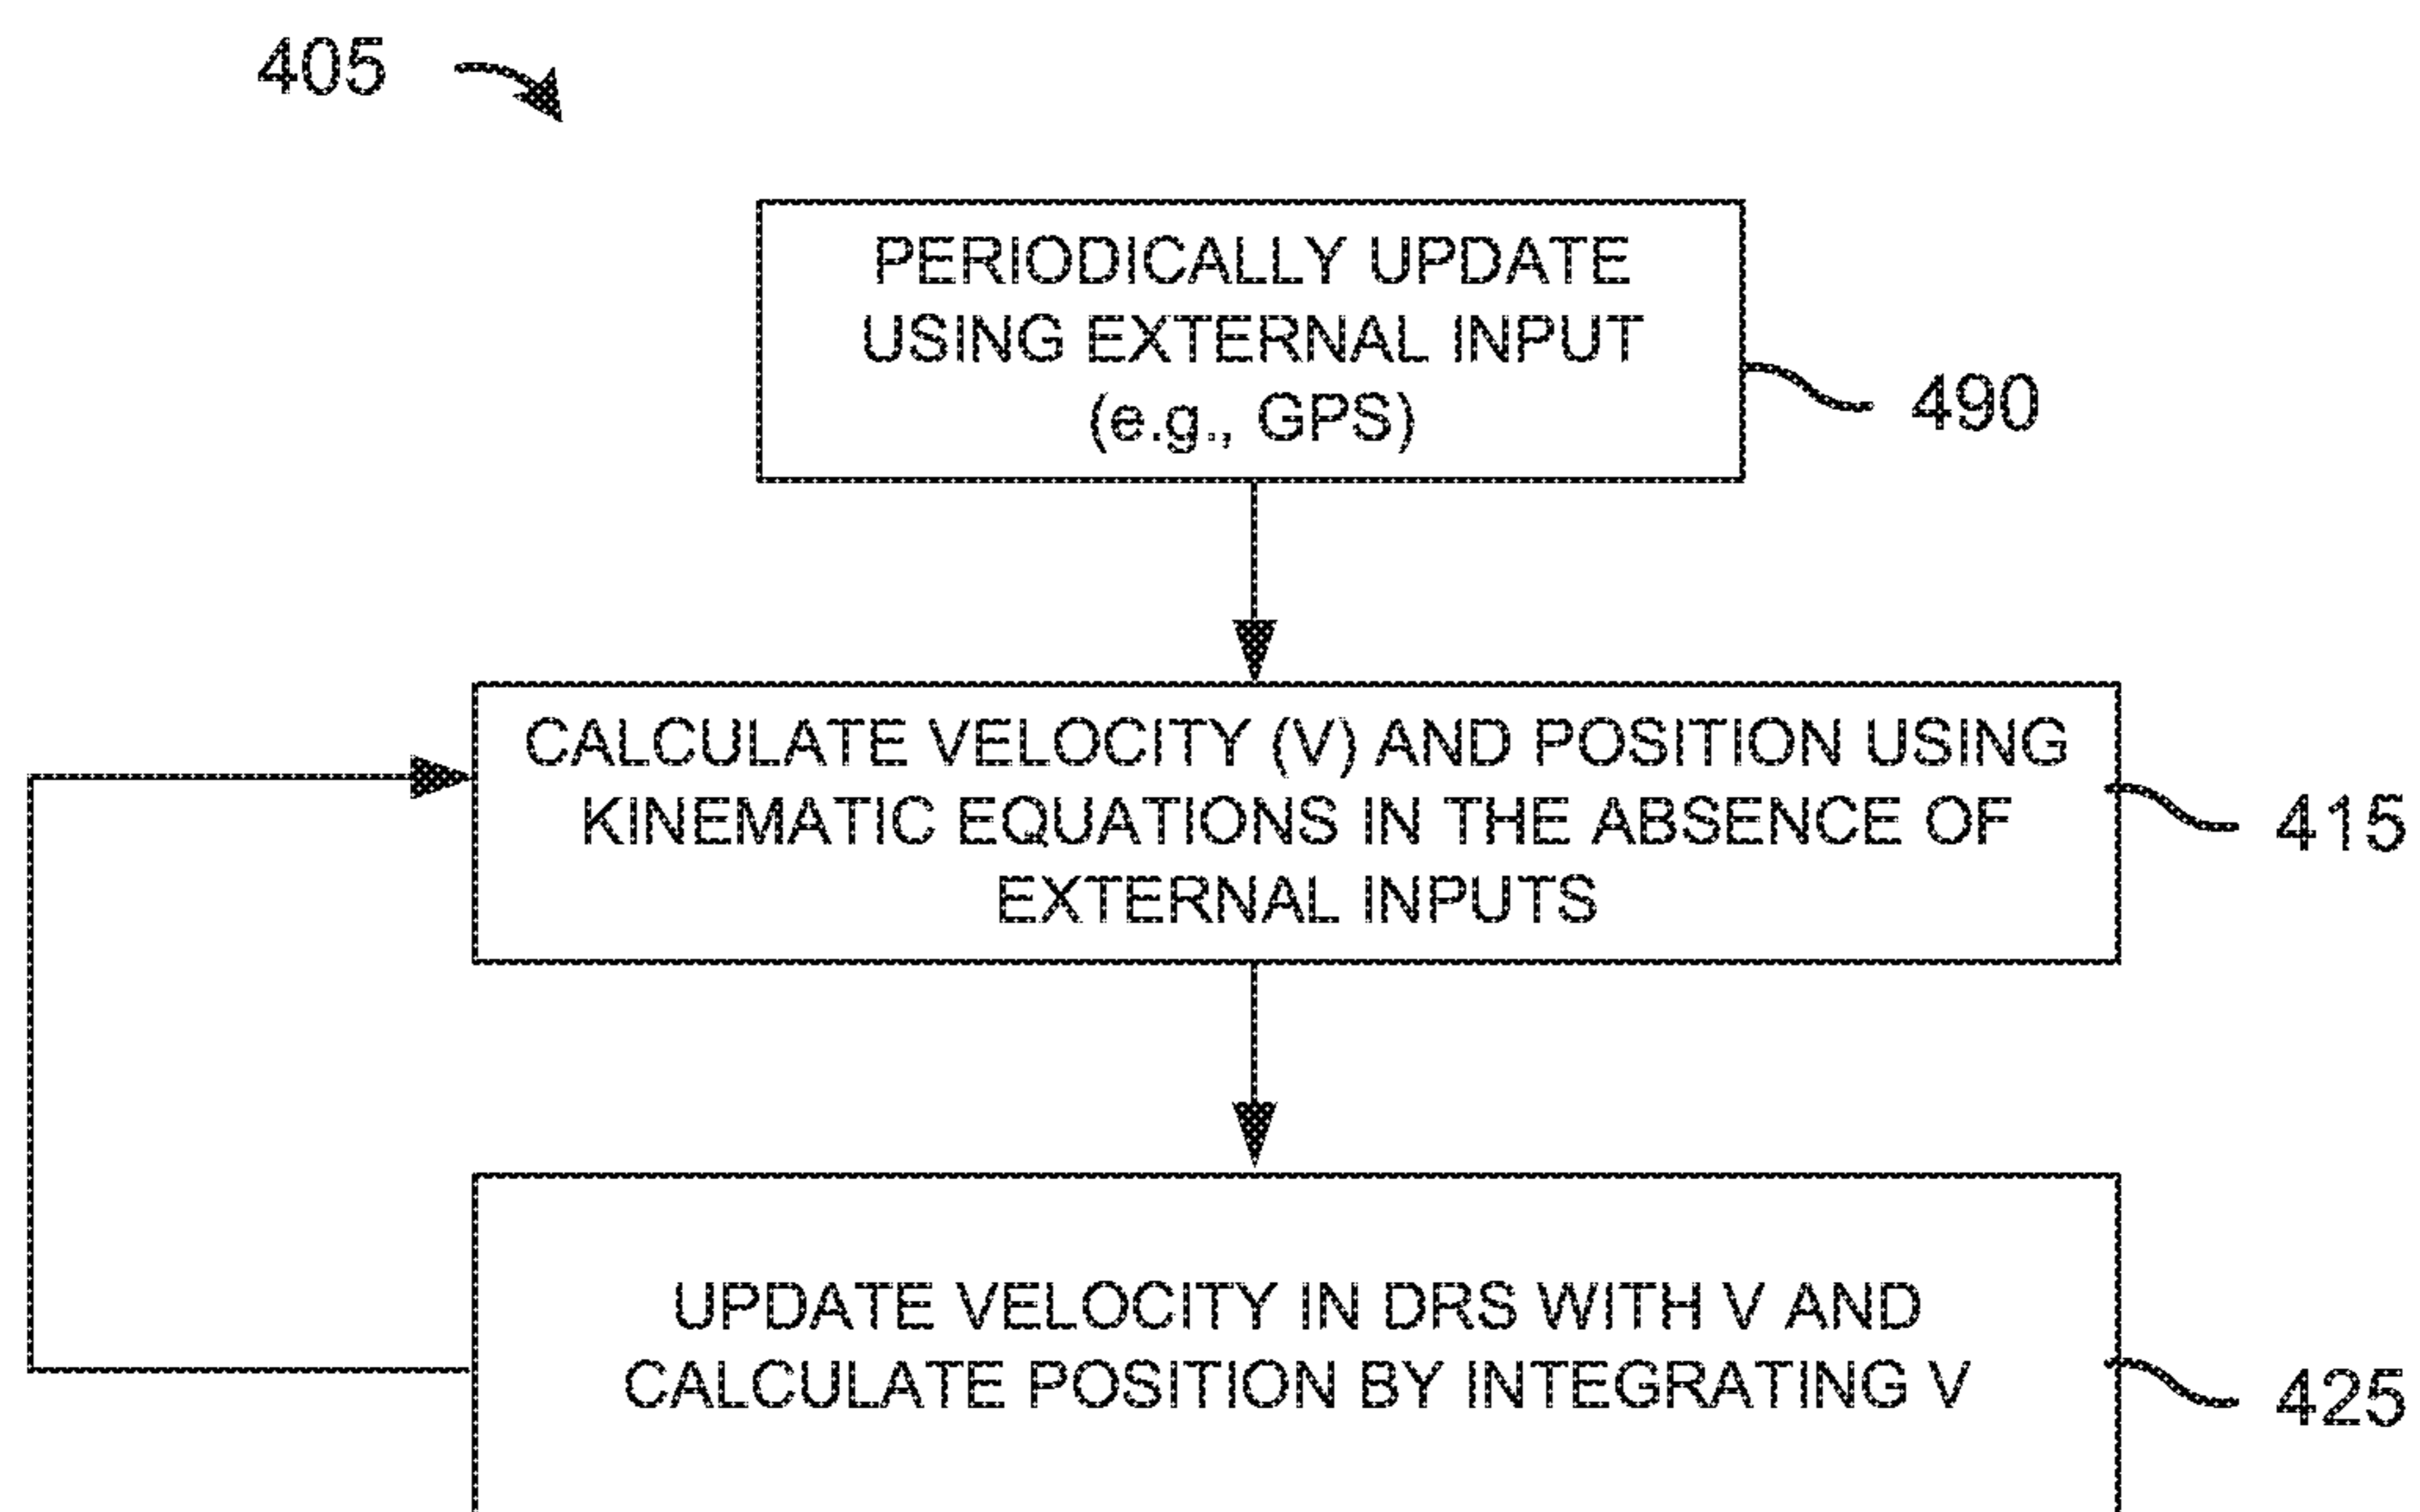 405
PERIODICALLY UPDATE
USING EXTERNAL INPUT
(e.g., GPS)
490
CALCULATE VELOCITY (V) AND POSITION USING
KINEMATIC EQUATIONS IN THE ABSENCE OF
EXTERNAL INPUTS
415
UPDATE VELOCITY IN DRS WITH V AND
CALCULATE POSITION BY INTEGRATING V
425